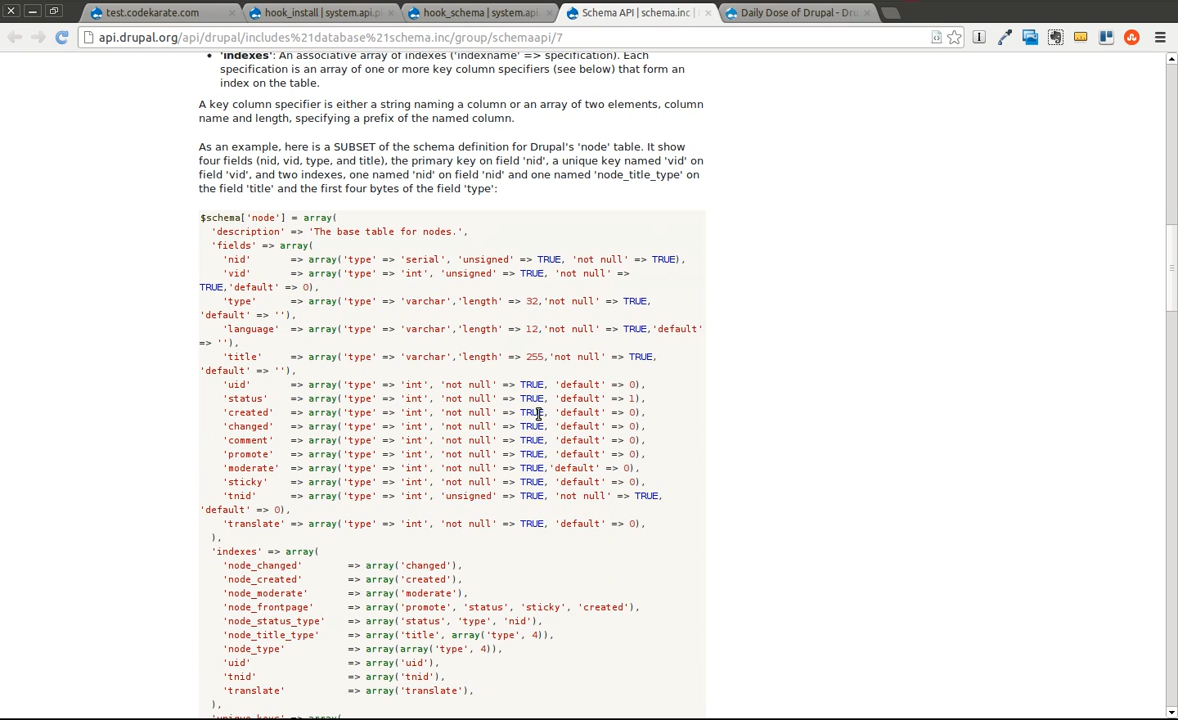 test.codekarate.com
hook_install | system.api.p
hook_schema | system.api.
Schema API | schema.inc |
Daily Dose of Drupal - Dru
api.drupal.org/api/drupal/includes%21database%21schema.inc/group/schemaapi/7
• 'indexes': An associative array of indexes ('indexname' => specification). Each
specification is an array of one or more key column specifiers (see below) that form an
index on the table.
A key column specifier is either a string naming a column or an array of two elements, column
name and length, specifying a prefix of the named column.
As an example, here is a SUBSET of the schema definition for Drupal's 'node' table. It show
four fields (nid, vid, type, and title), the primary key on field 'nid', a unique key named 'vid' on
field 'vid', and two indexes, one named 'nid' on field 'nid' and one named 'node_title_type' on
the field 'title' and the first four bytes of the field 'type':
$schema['node'] = array(
'description' => 'The base table for nodes.',
'fields' => array(
'nid' => array('type' => 'serial', 'unsigned' => TRUE, 'not null' => TRUE),
'vid' => array('type' => 'int', 'unsigned' => TRUE, 'not null' =>
TRUE,'default' => 0),
'type' => array('type' => 'varchar','length' => 32,'not null' => TRUE,
'default' => ''),
'language' => array('type' => 'varchar','length' => 12,'not null' => TRUE,'default'
=> ''),
'title' => array('type' => 'varchar','length' => 255,'not null' => TRUE,
'default' => ''),
'uid' => array('type' => 'int', 'not null' => TRUE, 'default' => 0),
'status' => array('type' => 'int', 'not null' => TRUE, 'default' => 1),
'created' => array('type' => 'int', 'not null' => TRUE, 'default' => 0),
'changed' => array('type' => 'int', 'not null' => TRUE, 'default' => 0),
'comment' => array('type' => 'int', 'not null' => TRUE, 'default' => 0),
'promote' => array('type' => 'int', 'not null' => TRUE, 'default' => 0),
'moderate' => array('type' => 'int', 'not null' => TRUE,'default' => 0),
'sticky' => array('type' => 'int', 'not null' => TRUE, 'default' => 0),
'tnid' => array('type' => 'int', 'unsigned' => TRUE, 'not null' => TRUE,
'default' => 0),
'translate' => array('type' => 'int', 'not null' => TRUE, 'default' => 0),
),
'indexes' => array(
'node_changed' => array('changed'),
'node_created' => array('created'),
'node_moderate' => array('moderate'),
'node_frontpage' => array('promote', 'status', 'sticky', 'created'),
'node_status_type' => array('status', 'type', 'nid'),
'node_title_type' => array('title', array('type', 4)),
'node_type' => array(array('type', 4)),
'uid' => array('uid'),
'tnid' => array('tnid'),
'translate' => array('translate'),
),
'unique keys' => array(